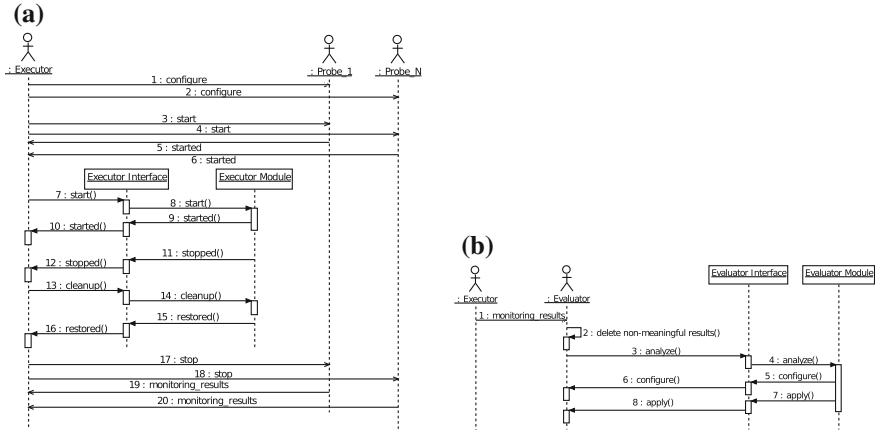 (a)
: Executor
: Probe_1
: Probe_N
1 : configure
2 : configure
3 : start
4 : start
5 : started
6 : started
Executor Interface
Executor Module
7 : start()
8 : start()
9 : started()
10 : started()
11 : stopped()
12 : stopped()
13 : cleanup()
14 : cleanup()
15 : restored()
16 : restored()
17 : stop
18 : stop
19 : monitoring_results
20 : monitoring_results
(b)
: Executor
: Evaluator
Evaluator Interface
Evaluator Module
1 : monitoring_results
2 : delete non-meaningful results()
3 : analyze()
4 : analyze()
5 : configure()
6 : configure()
7 : apply()
8 : apply()